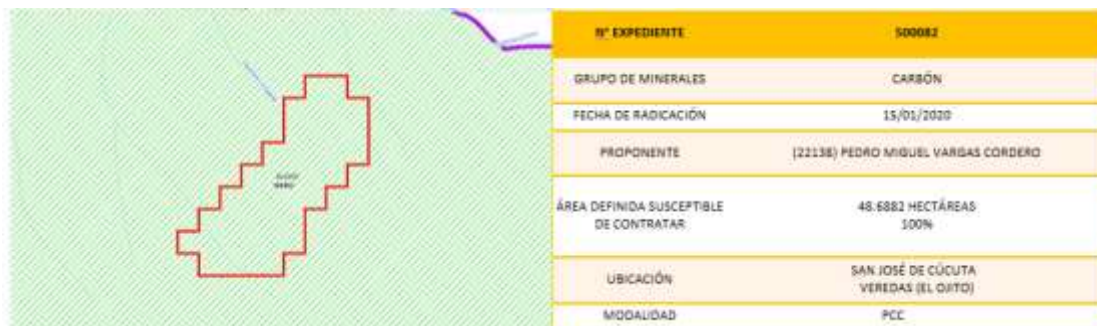 N° EXPEDIENTE 500082
GRUPO DE MINERALES CARBÓN
FECHA DE RADICACIÓN 15/01/2020
PROPONENTE (22138) PEDRO MIGUEL VARGAS CORDERO
ÁREA DEFINIDA SUSCEPTIBLE 48.6882 HECTÁREAS
DE CONTRATAR 100%
UBICACIÓN SAN JOSÉ DE CÚCUTA
VEREDAS (EL OJITO)
MODALIDAD PCC